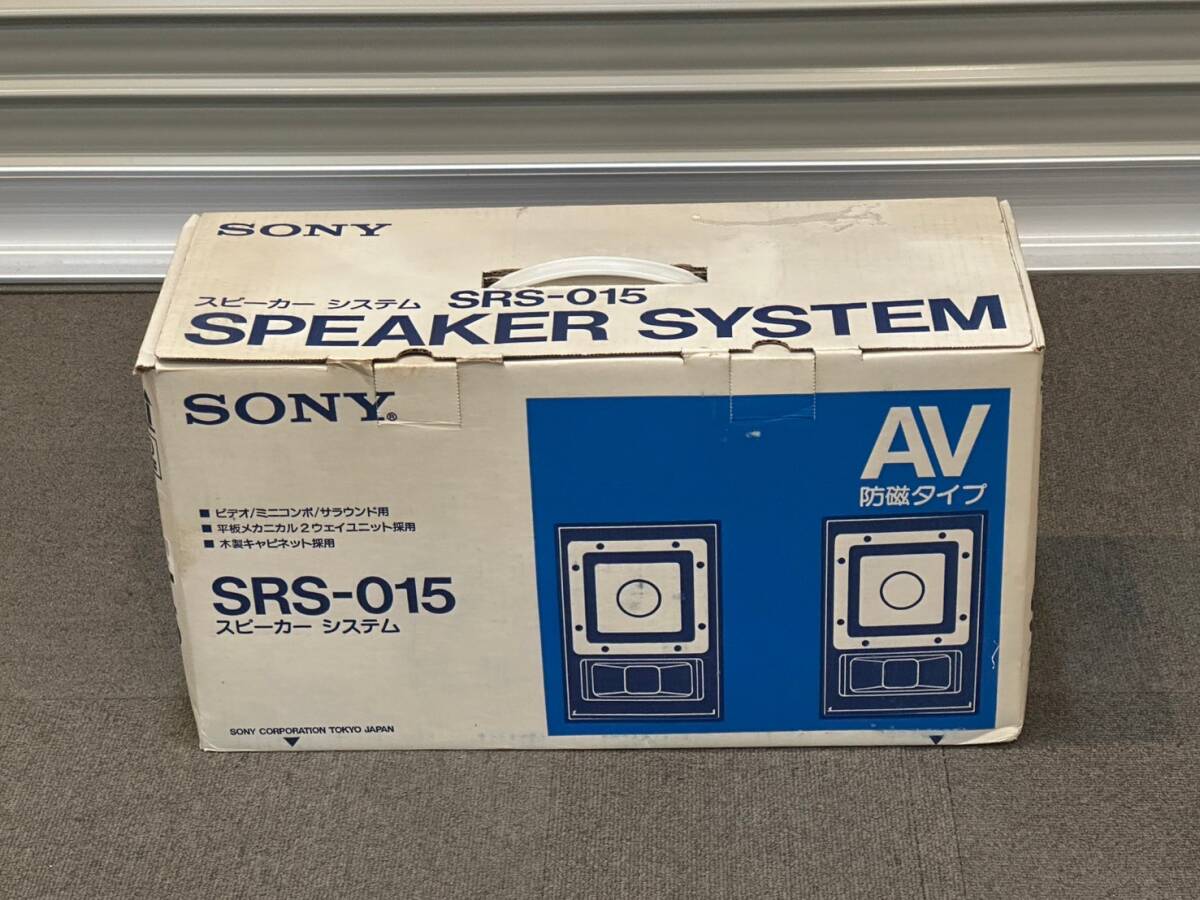 SONY
スピーカー システム SRS-015
SPEAKER SYSTEM
SONY®
AV
防磁タイプ
■ ビデオ/ミニコンポ/サラウンド用
■ 平板メカニカル2ウェイユニット採用
■ 木製キャビネット採用
SRS-015
スピーカー システム
SONY CORPORATION TOKYO JAPAN